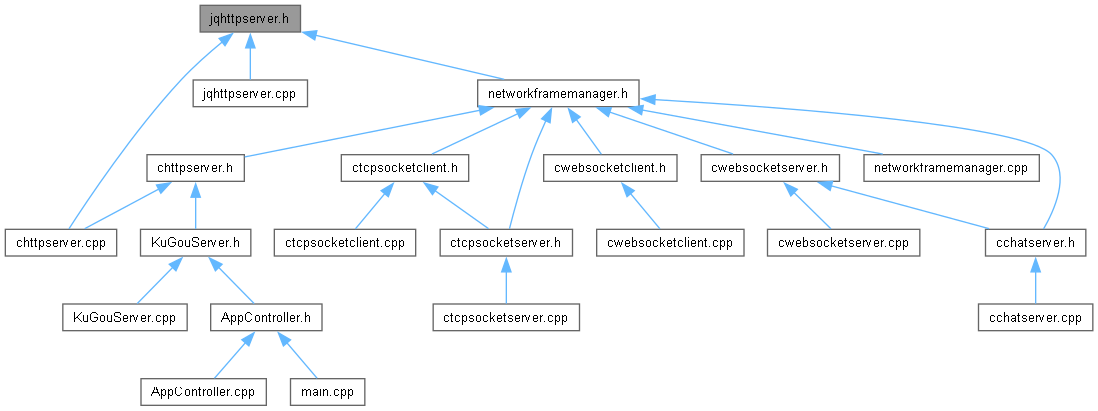 jqhttpserver.h
jqhttpserver.cpp
networkframemanager.h
chttpserver.h
ctcpsocketclient.h
cwebsocketclient.h
cwebsocketserver.h
networkframemanager.cpp
chttpserver.cpp
KuGouServer.h
ctcpsocketclient.cpp
ctcpsocketserver.h
cwebsocketclient.cpp
cwebsocketserver.cpp
cchatserver.h
KuGouServer.cpp
AppController.h
ctcpsocketserver.cpp
cchatserver.cpp
AppController.cpp
main.cpp